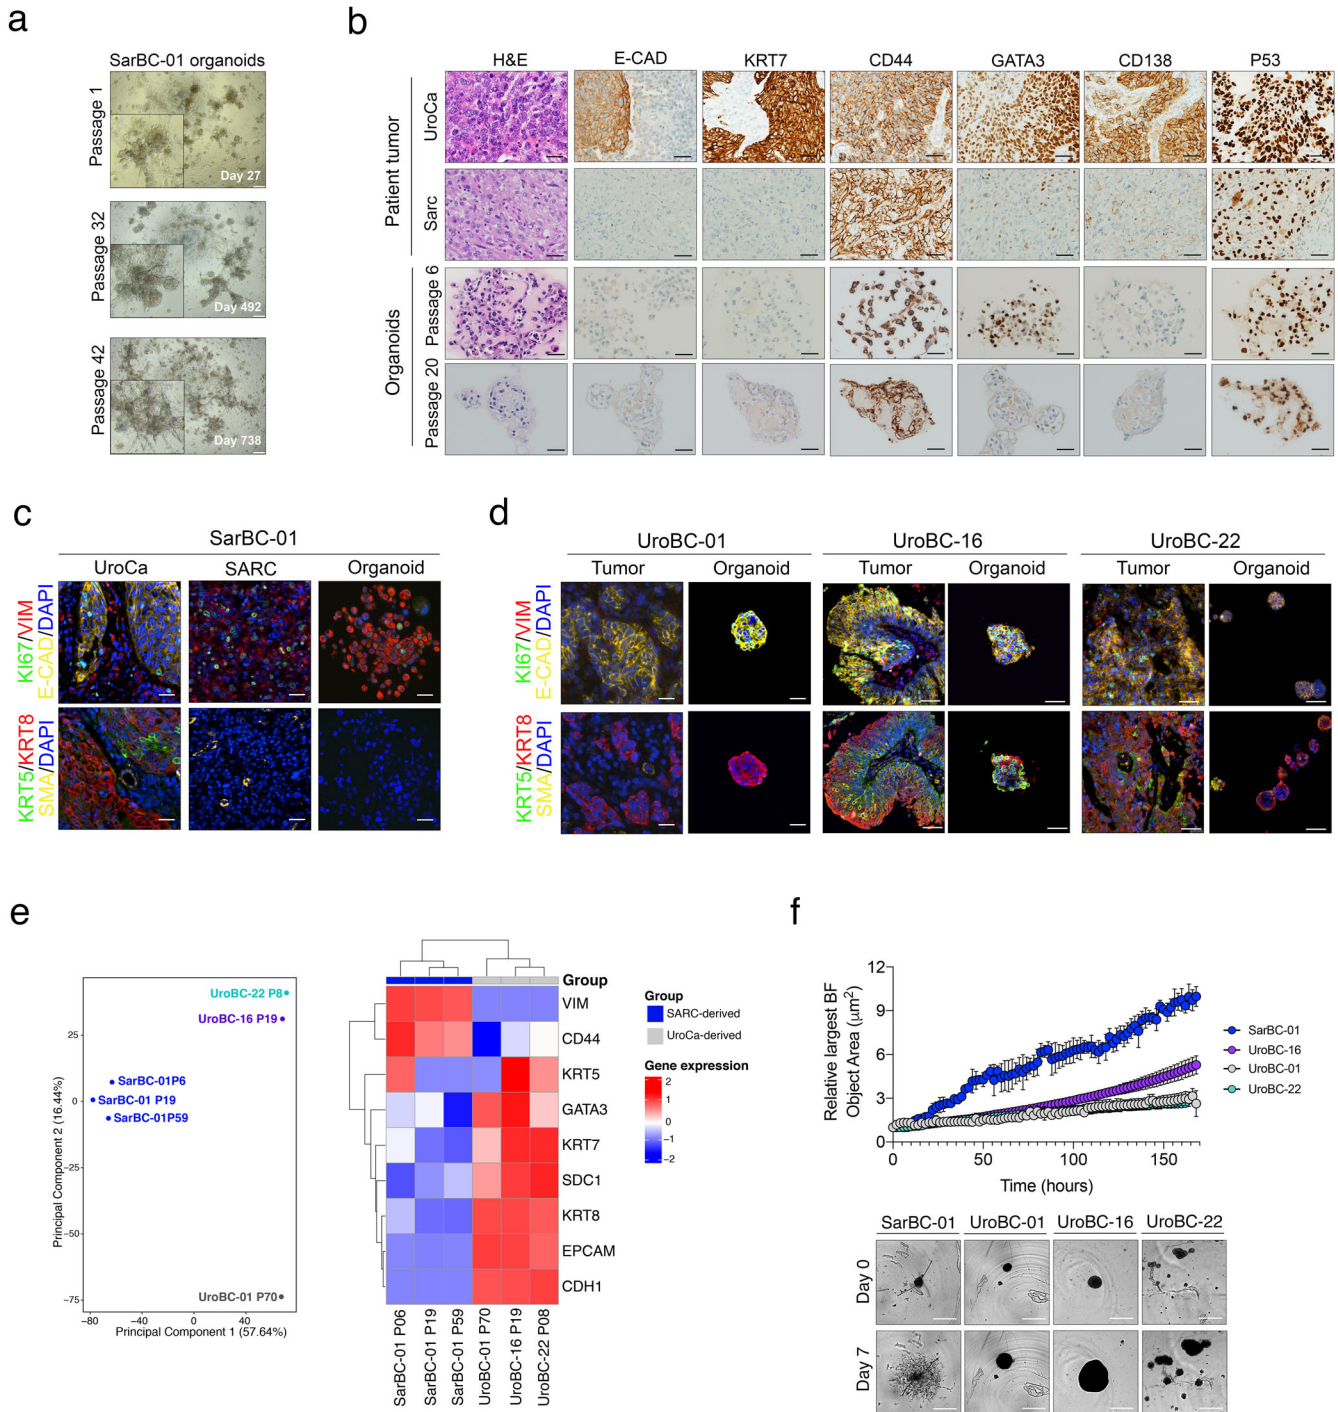 a
SarBC-01 organoids
Passage 1
Day 27
Passage 32
Day 492
Passage 42
Day 738
b
H&E
E-CAD
KRT7
CD44
GATA3
CD138
P53
Patient tumor
UroCa
Sarc
Organoids
Passage 6
Passage 20
c
SarBC-01
UroCa
SARC
Organoid
KI67/VIM
E-CAD/DAPI
KRT5/KRT8
SMA/DAPI
d
UroBC-01
UroBC-16
UroBC-22
Tumor
Organoid
Tumor
Organoid
Tumor
Organoid
KI67/VIM
E-CAD/DAPI
KRT5/KRT8
SMA/DAPI
e
Principal Component 2 (16.44%)
25
0
−25
−50
−75
UroBC-22 P8
UroBC-16 P19
SarBC-01P6
SarBC-01 P19
SarBC-01P59
UroBC-01 P70
−80
−40
0
40
Principal Component 1 (57.64%)
Group
VIM
CD44
KRT5
GATA3
KRT7
SDC1
KRT8
EPCAM
CDH1
SarBC-01 P06
SarBC-01 P19
SarBC-01 P59
UroBC-01 P70
UroBC-16 P19
UroBC-22 P08
Group
SARC-derived
UroCa-derived
Gene expression
2
1
0
−1
−2
f
Relative largest BF
Object Area (μm²)
12
9
6
3
0
0
50
100
150
Time (hours)
SarBC-01
UroBC-16
UroBC-01
UroBC-22
SarBC-01
UroBC-01
UroBC-16
UroBC-22
Day 0
Day 7